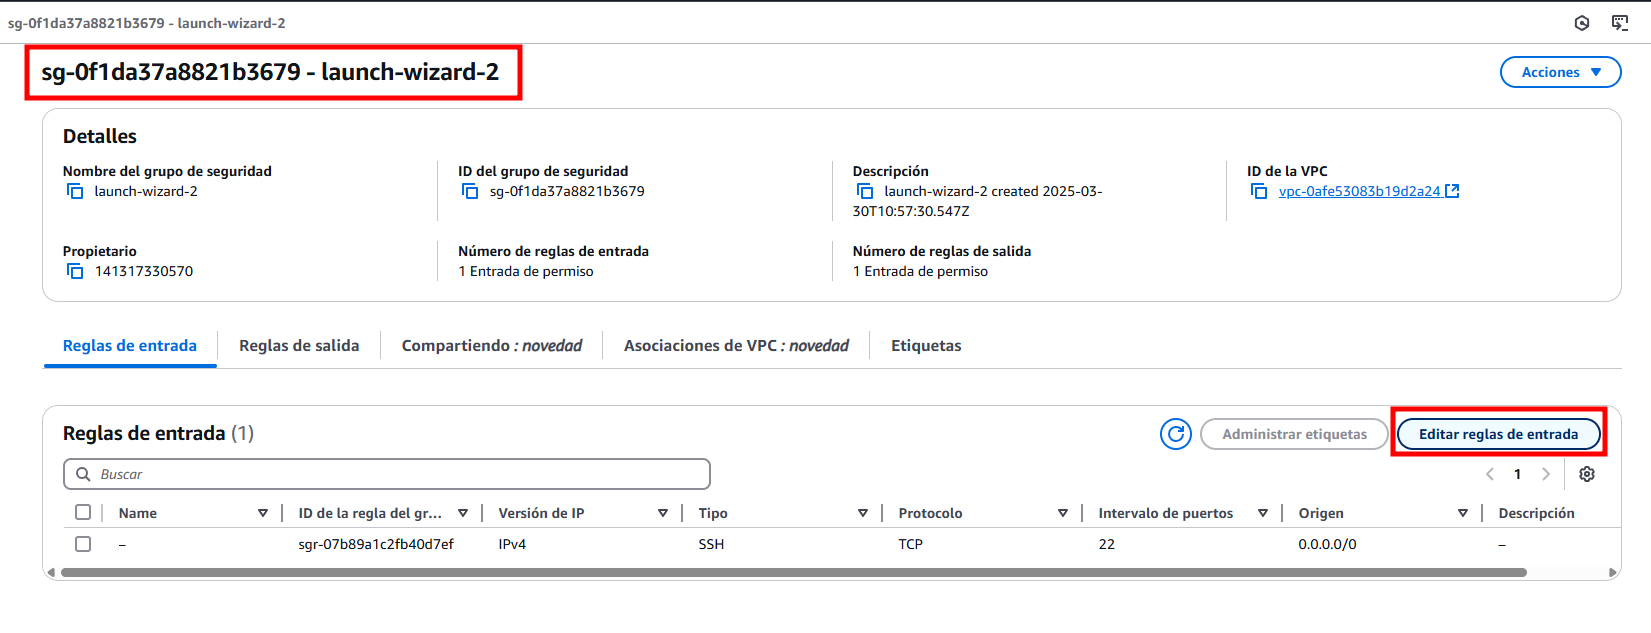 sg-0f1da37a8821b3679 - launch-wizard-2
sg-0f1da37a8821b3679 - launch-wizard-2
Acciones
Detalles
Nombre del grupo de seguridad
launch-wizard-2
ID del grupo de seguridad
sg-0f1da37a8821b3679
Descripción
launch-wizard-2 created 2025-03-
30T10:57:30.547Z
ID de la VPC
vpc-0afe53083b19d2a24
Propietario
141317330570
Número de reglas de entrada
1 Entrada de permiso
Número de reglas de salida
1 Entrada de permiso
Reglas de entrada
Reglas de salida
Compartiendo : novedad
Asociaciones de VPC : novedad
Etiquetas
Reglas de entrada (1)
Administrar etiquetas
Editar reglas de entrada
Buscar
1
Name
ID de la regla del gr...
Versión de IP
Tipo
Protocolo
Intervalo de puertos
Origen
Descripción
–
sgr-07b89a1c2fb40d7ef
IPv4
SSH
TCP
22
0.0.0.0/0
–